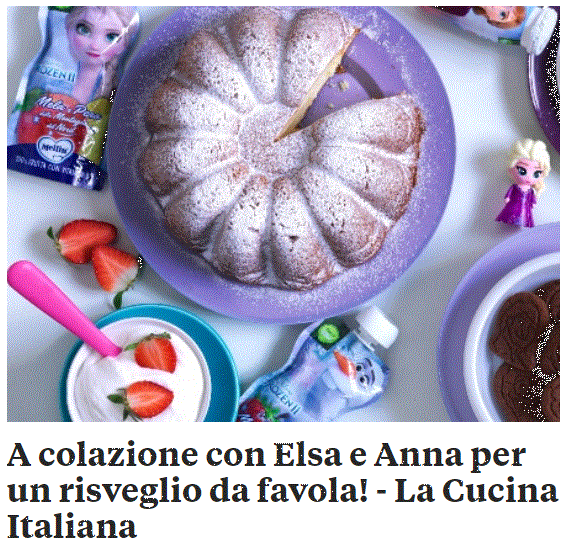 FROZEN II
Mela-Pera
Mellin
FROZEN II
A colazione con Elsa e Anna per
un risveglio da favola! - La Cucina
Italiana